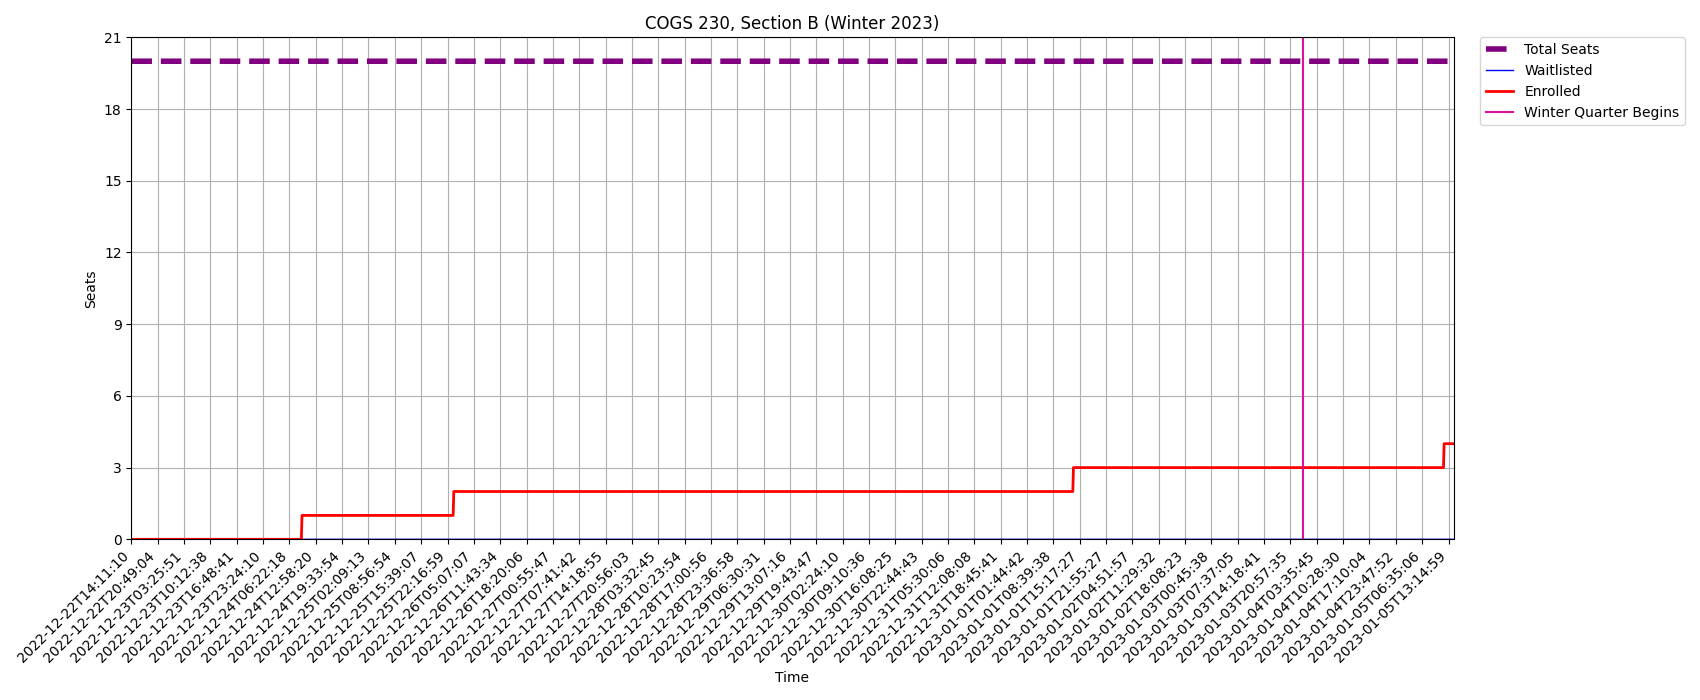 COGS 230, Section B (Winter 2023)
21
18
15
12
9
6
3
0
Seats
Total Seats
Waitlisted
Enrolled
Winter Quarter Begins
2022-12-22T14:11:10
2022-12-22T20:49:04
2022-12-23T03:25:51
2022-12-23T10:12:38
2022-12-23T16:48:41
2022-12-23T23:24:10
2022-12-24T06:22:18
2022-12-24T12:58:20
2022-12-24T19:33:54
2022-12-25T02:09:13
2022-12-25T08:56:54
2022-12-25T15:39:07
2022-12-25T22:16:59
2022-12-26T05:07:07
2022-12-26T11:43:34
2022-12-26T18:20:06
2022-12-27T00:55:47
2022-12-27T07:41:42
2022-12-27T14:18:55
2022-12-27T20:56:03
2022-12-28T03:32:45
2022-12-28T10:23:54
2022-12-28T17:00:56
2022-12-28T23:36:58
2022-12-29T06:30:31
2022-12-29T13:07:16
2022-12-29T19:43:47
2022-12-30T02:24:10
2022-12-30T09:10:36
2022-12-30T16:08:25
2022-12-30T22:44:43
2022-12-31T05:30:06
2022-12-31T12:08:08
2022-12-31T18:45:41
2023-01-01T01:44:42
2023-01-01T08:39:38
2023-01-01T15:17:27
2023-01-01T21:55:27
2023-01-02T04:51:57
2023-01-02T11:29:32
2023-01-02T18:08:23
2023-01-03T00:45:38
2023-01-03T07:37:05
2023-01-03T14:18:41
2023-01-03T20:57:35
2023-01-04T03:35:45
2023-01-04T10:28:30
2023-01-04T17:10:04
2023-01-04T23:47:52
2023-01-05T06:35:06
2023-01-05T13:14:59
Time